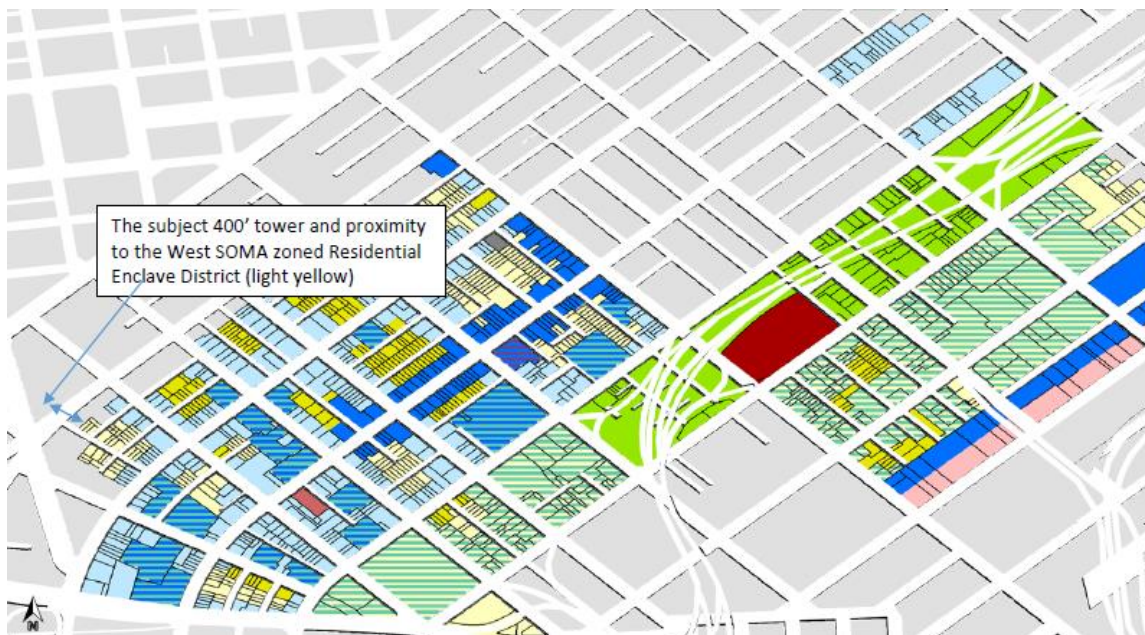 The subject 400’ tower and proximity
to the West SOMA zoned Residential
Enclave District (light yellow)
N